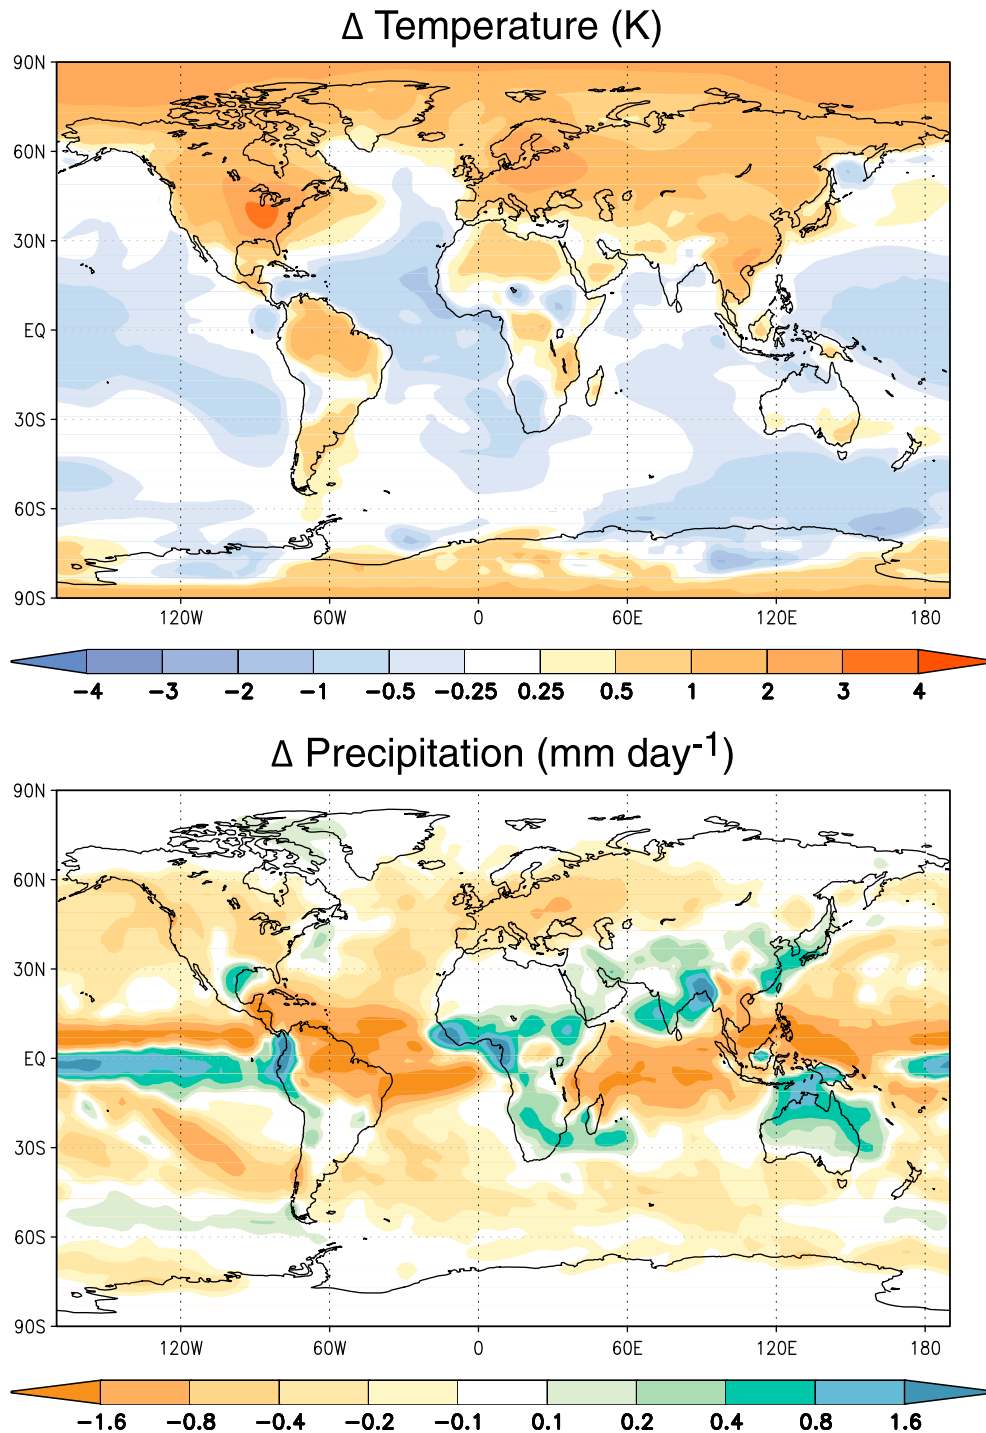 Δ Temperature (K)
90N
60N
30N
EQ
30S
60S
90S
120W 60W 0 60E 120E 180
−4 −3 −2 −1 −0.5 −0.25 0.25 0.5 1 2 3 4
Δ Precipitation (mm day-1)
90N
60N
30N
EQ
30S
60S
90S
120W 60W 0 60E 120E 180
−1.6 −0.8 −0.4 −0.2 −0.1 0.1 0.2 0.4 0.8 1.6